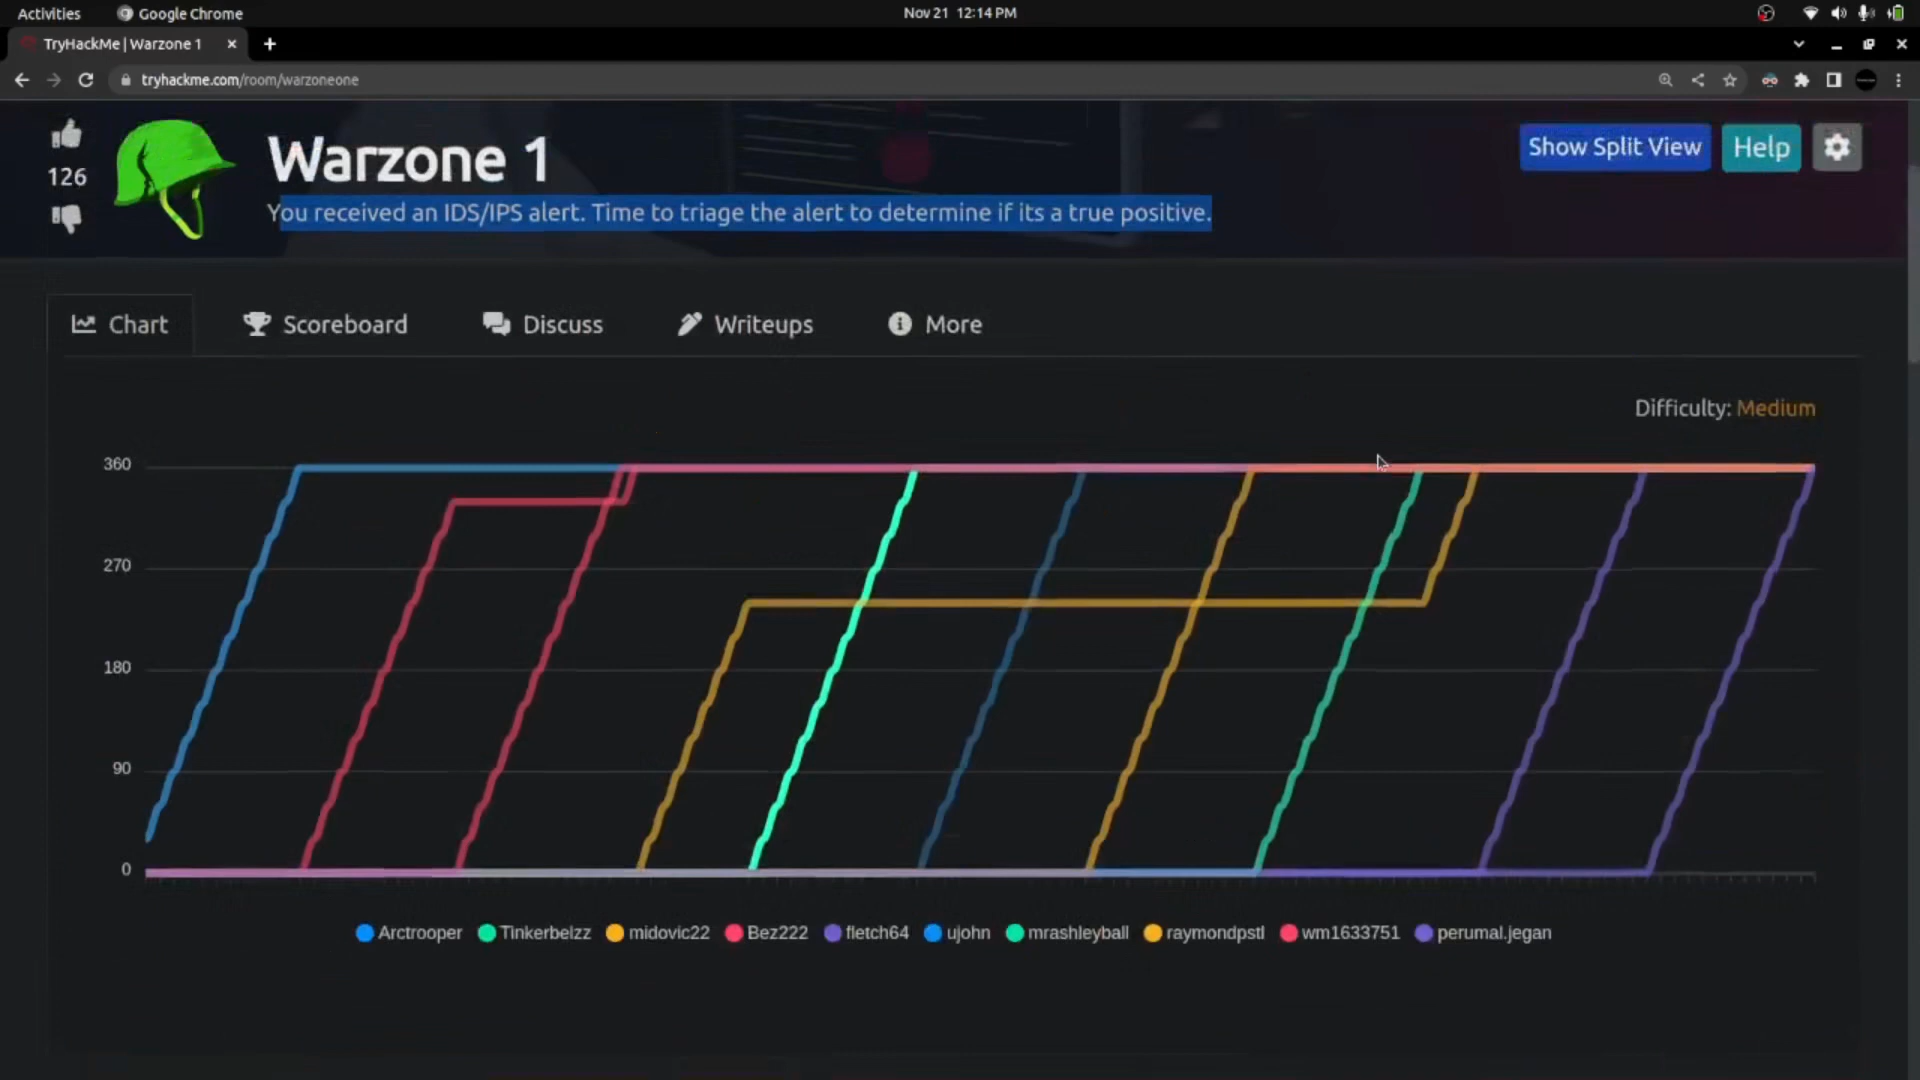 Activities
Google Chrome
Nov 21 12:14 PM
TryHackMe | Warzone 1
tryhackme.com/room/warzoneone
126
Warzone 1
You received an IDS/IPS alert. Time to triage the alert to determine if its a true positive.
Show Split View
Help
Chart
Scoreboard
Discuss
Writeups
More
Difficulty: Medium
360
270
180
90
0
Arctrooper
Tinkerbelzz
midovic22
Bez222
fletch64
ujohn
mrashleyball
raymondpstl
wm1633751
perumal.jegan